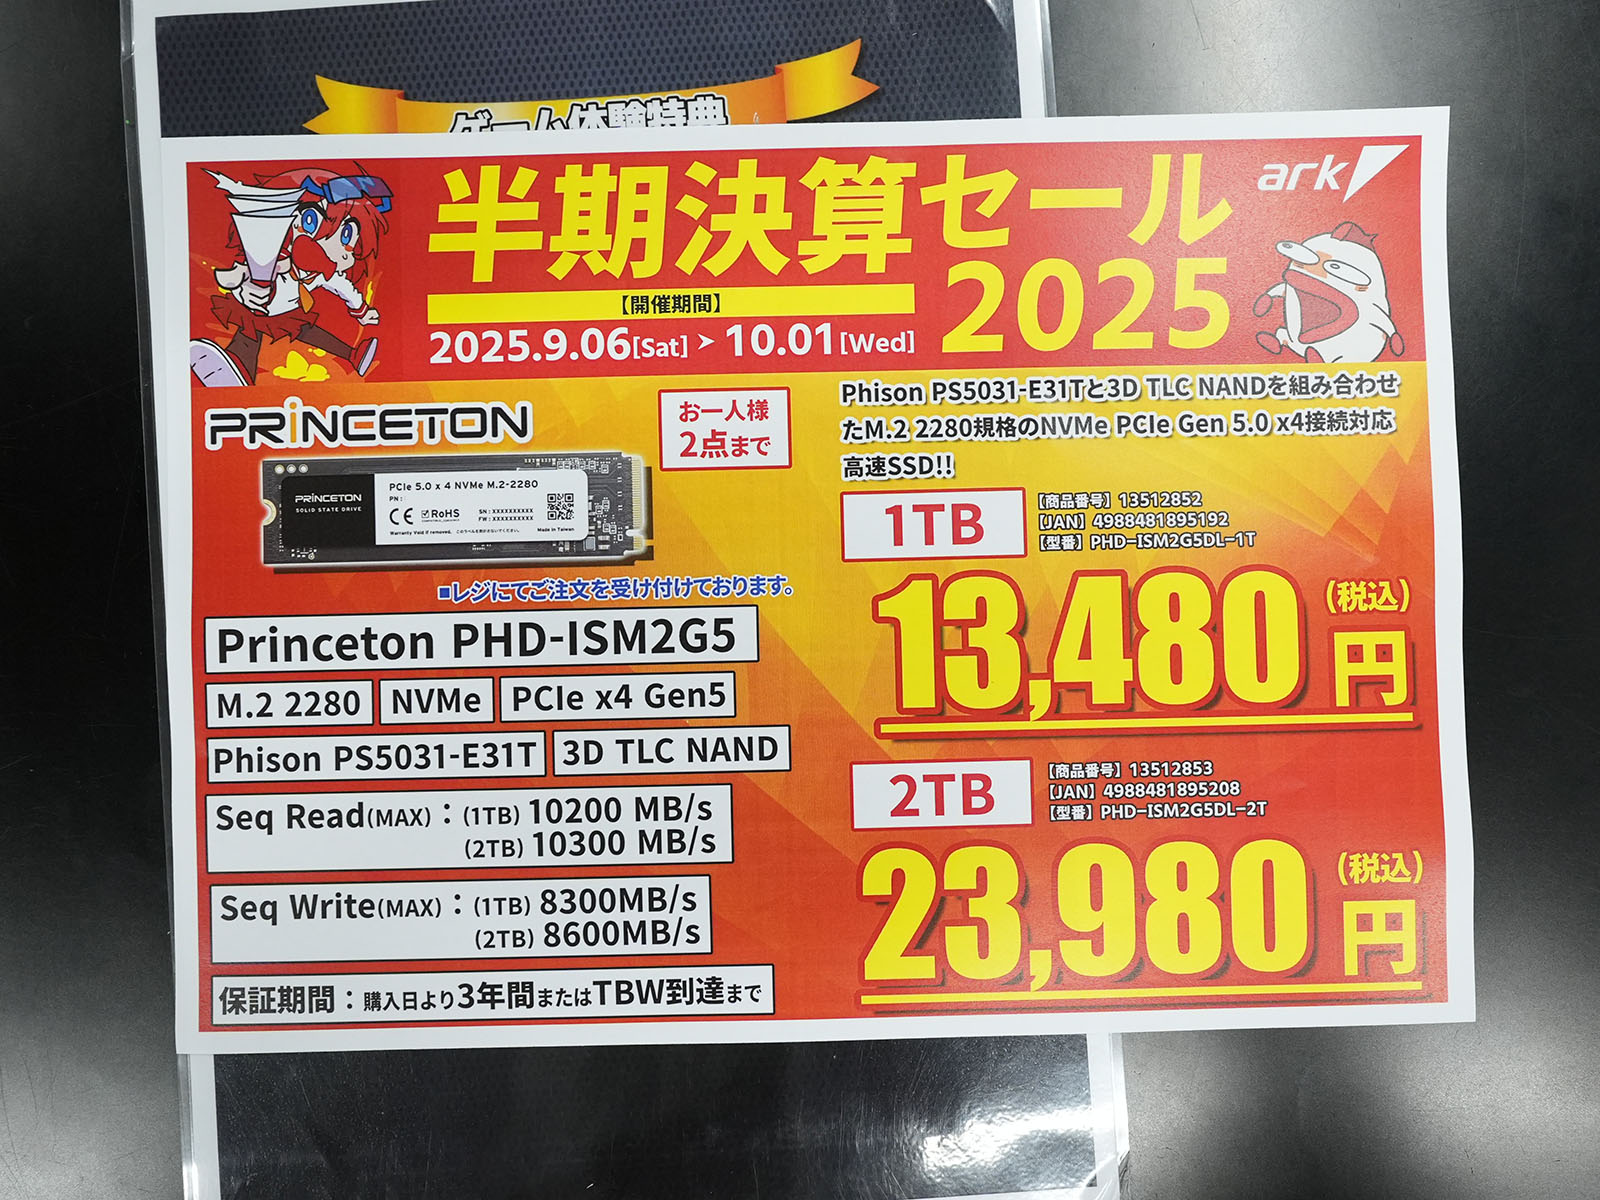 ゲーム体験特典
半期決算セール
2025
ark
【開催期間】
2025.9.06[Sat] > 10.01[Wed]
PRINCETON
お一人様
2点まで
Phison PS5031-E31Tと3D TLC NANDを組み合わせ
たM.2 2280規格のNVMe PCIe Gen 5.0 x4接続対応
高速SSD!!
PRINCETON
SOLID STATE DRIVE
PCIe 5.0 x 4 NVMe M.2-2280
PN :
CE RoHS
SN : XXXXXXXXXX
FW : XXXXXXXXXX
Warranty Void if removed.
Made in Taiwan
■レジにてご注文を受け付けております。
Princeton PHD-ISM2G5
M.2 2280 NVMe PCIe x4 Gen5
Phison PS5031-E31T 3D TLC NAND
Seq Read(MAX)：(1TB) 10200 MB/s
(2TB) 10300 MB/s
Seq Write(MAX)：(1TB) 8300MB/s
(2TB) 8600MB/s
保証期間：購入日より3年間またはTBW到達まで
1TB
【商品番号】13512852
【JAN】4988481895192
【型番】PHD-ISM2G5DL-1T
13,480円(税込)
2TB
【商品番号】13512853
【JAN】4988481895208
【型番】PHD-ISM2G5DL-2T
23,980円(税込)